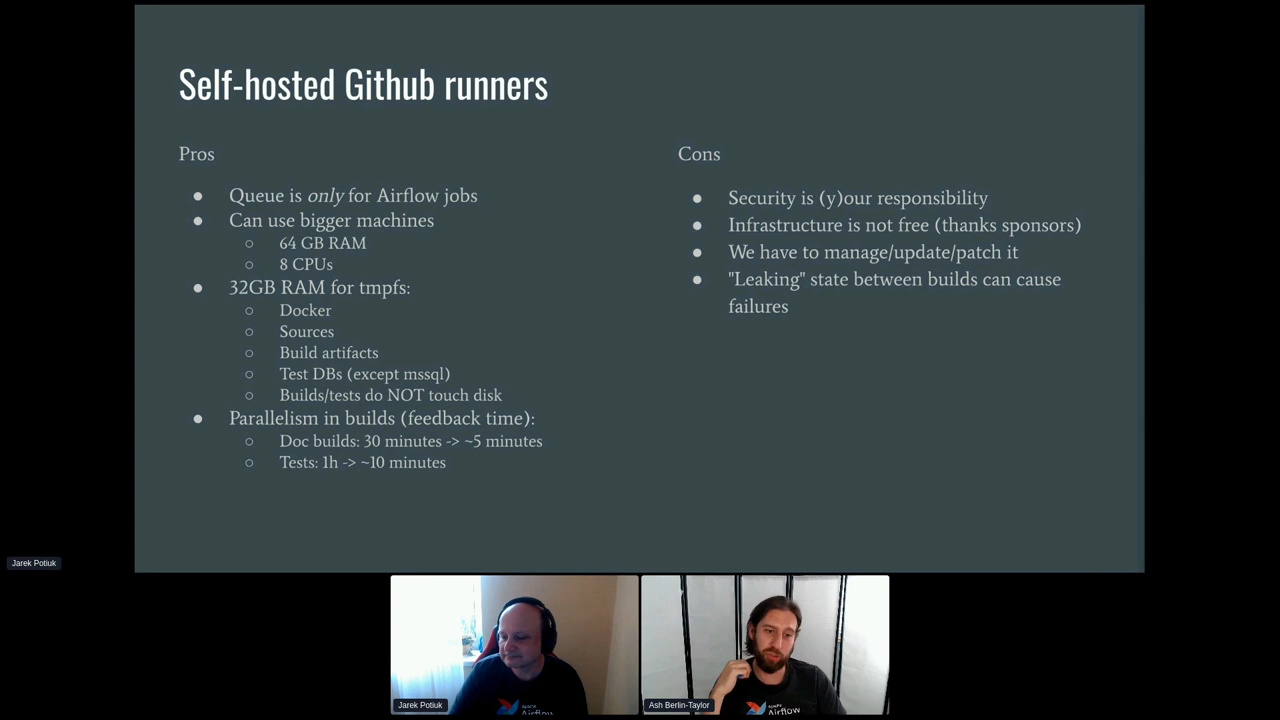 Self-hosted Github runners
Pros
● Queue is only for Airflow jobs
● Can use bigger machines
○ 64 GB RAM
○ 8 CPUs
● 32GB RAM for tmpfs:
○ Docker
○ Sources
○ Build artifacts
○ Test DBs (except mssql)
○ Builds/tests do NOT touch disk
● Parallelism in builds (feedback time):
○ Doc builds: 30 minutes -> ~5 minutes
○ Tests: 1h -> ~10 minutes
Cons
● Security is (y)our responsibility
● Infrastructure is not free (thanks sponsors)
● We have to manage/update/patch it
● "Leaking" state between builds can cause
failures
Jarek Potiuk
Jarek Potiuk
Airflow
Ash Berlin-Taylor
Airflow